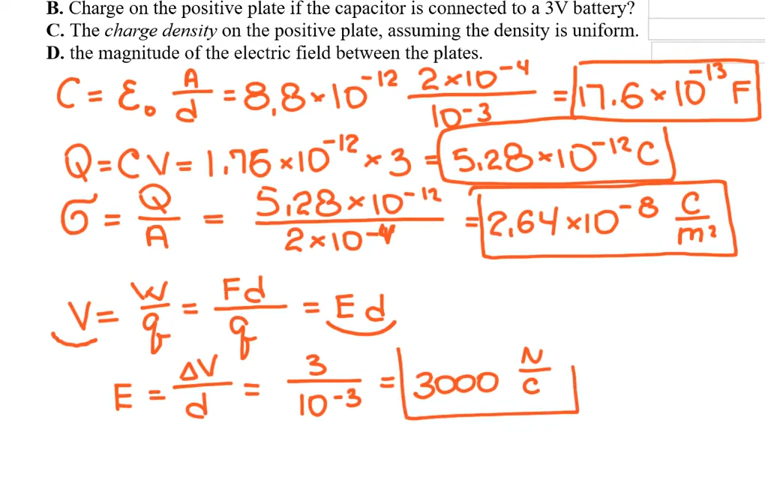 B. Charge on the positive plate if the capacitor is connected to a 3V battery?
C. The charge density on the positive plate, assuming the density is uniform.
D. the magnitude of the electric field between the plates.
C = ε₀ A/d = 8.8×10⁻¹² 2×10⁻⁴/10⁻³ = 17.6×10⁻¹³ F
Q = CV = 1.76×10⁻¹² × 3 = 5.28×10⁻¹² C
σ = Q/A = 5.28×10⁻¹²/2×10⁻⁴ = 2.64×10⁻⁸ C/m²
V = W/q = Fd/q = Ed
E = ΔV/d = 3/10⁻³ = 3000 N/C